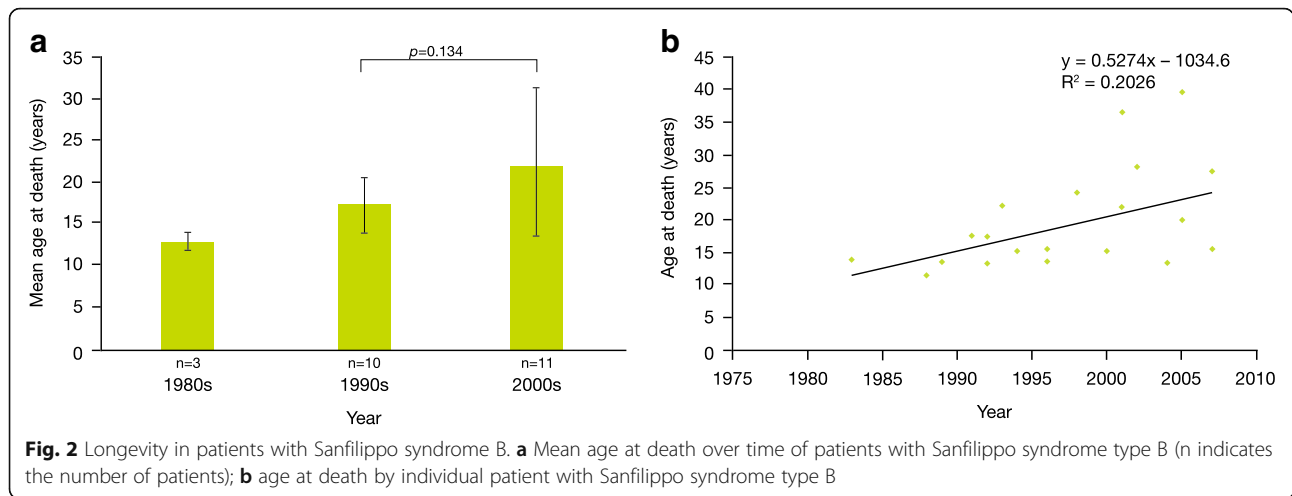 a
p=0.134
35
30
25
20
15
10
5
0
Mean age at death (years)
n=3 n=10 n=11
1980s 1990s 2000s
Year
b
y = 0.5274x – 1034.6
R² = 0.2026
45
40
35
30
25
20
15
10
5
0
Age at death (years)
1975 1980 1985 1990 1995 2000 2005 2010
Year
Fig. 2 Longevity in patients with Sanfilippo syndrome B. a Mean age at death over time of patients with Sanfilippo syndrome type B (n indicates
the number of patients); b age at death by individual patient with Sanfilippo syndrome type B